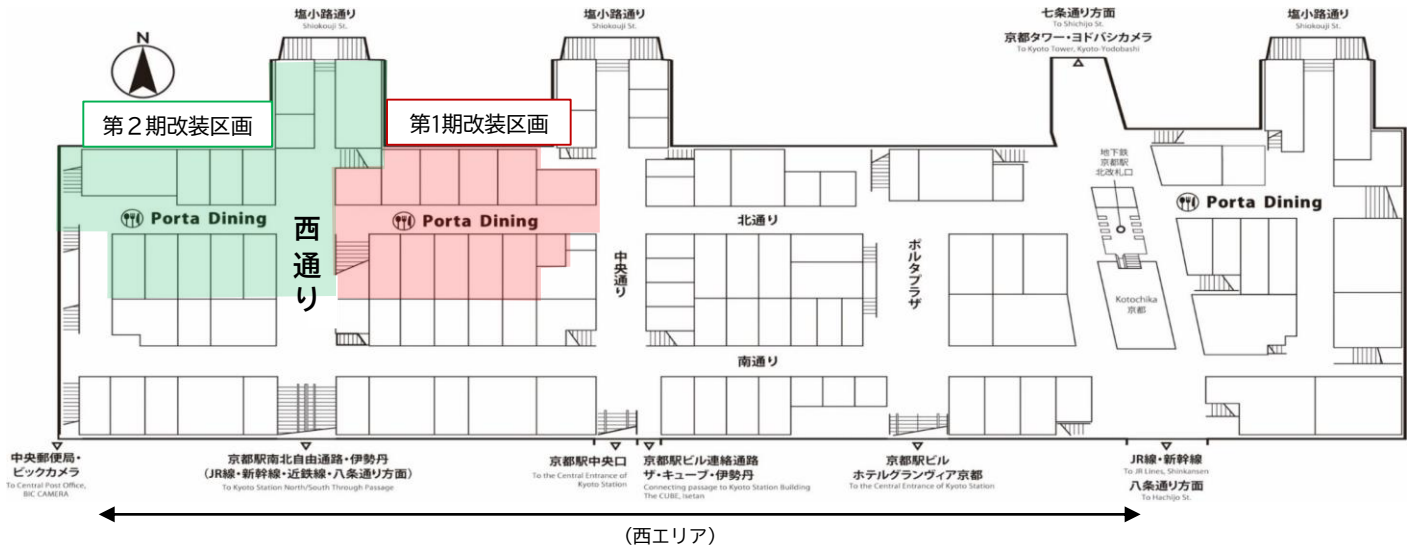 塩小路通り
Shiokouji St.
塩小路通り
Shiokouji St.
七条通り方面
To Shichijo St.
京都タワー・ヨドバシカメラ
To Kyoto Tower, Kyoto-Yodobashi
塩小路通り
Shiokouji St.
N
第２期改装区画
第1期改装区画
地下鉄
京都駅
北改札口
Porta Dining
西通り
Porta Dining
北通り
中央通り
ポルタプラザ
Porta Dining
Kotochika
京都
南通り
中央郵便局・
ビックカメラ
To Central Post Office,
BIC CAMERA
京都駅南北自由通路・伊勢丹
（JR線・新幹線・近鉄線・八条通り方面）
To Kyoto Station North/South Through Passage
京都駅中央口
To the Central Entrance of
Kyoto Station
京都駅ビル連絡通路
ザ・キューブ・伊勢丹
Connecting passage to Kyoto Station Building
The CUBE, Isetan
京都駅ビル
ホテルグランヴィア京都
To the Central Entrance of Kyoto Station
JR線・新幹線
To JR Lines, Shinkansen
八条通り方面
To Hachijo St.
（西エリア）